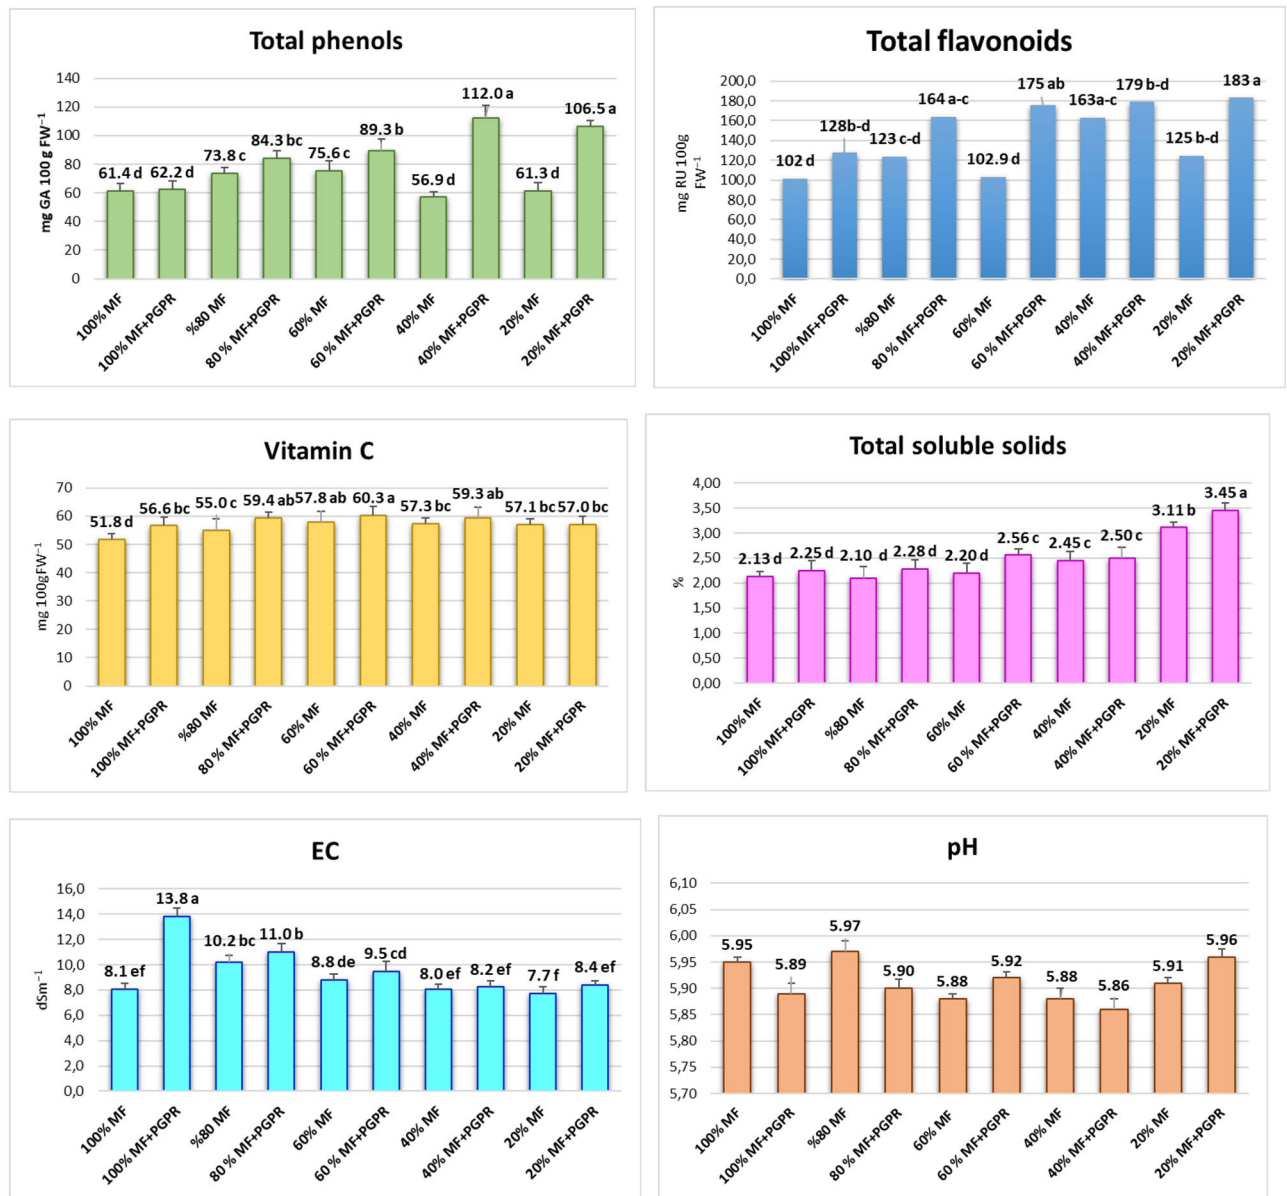 Total phenols
mg GA 100 g FW⁻¹
140
120
100
80
60
40
20
0
61.4 d
62.2 d
73.8 c
84.3 bc
75.6 c
89.3 b
56.9 d
112.0 a
61.3 d
106.5 a
100% MF
100% MF+PGPR
%80 MF
80 % MF+PGPR
60% MF
60 % MF+PGPR
40% MF
40% MF+PGPR
20% MF
20% MF+PGPR
Total flavonoids
mg RU 100g
FW⁻¹
200,0
180,0
160,0
140,0
120,0
100,0
80,0
60,0
40,0
20,0
0,0
102 d
128b-d
123 c-d
164 a-c
102.9 d
175 ab
163a-c
179 b-d
125 b-d
183 a
100% MF
100% MF+PGPR
%80 MF
80 % MF+PGPR
60% MF
60 % MF+PGPR
40% MF
40% MF+PGPR
20% MF
20% MF+PGPR
Vitamin C
mg 100gFW⁻¹
70
60
50
40
30
20
10
0
51.8 d
56.6 bc
55.0 c
59.4 ab
57.8 ab
60.3 a
57.3 bc
59.3 ab
57.1 bc
57.0 bc
100% MF
100% MF+PGPR
%80 MF
80 % MF+PGPR
60% MF
60 % MF+PGPR
40% MF
40% MF+PGPR
20% MF
20% MF+PGPR
Total soluble solids
%
4,00
3,50
3,00
2,50
2,00
1,50
1,00
0,50
0,00
2.13 d
2.25 d
2.10 d
2.28 d
2.20 d
2.56 c
2.45 c
2.50 c
3.11 b
3.45 a
100% MF
100% MF+PGPR
%80 MF
80 % MF+PGPR
60% MF
60 % MF+PGPR
40% MF
40% MF+PGPR
20% MF
20% MF+PGPR
EC
dSm⁻¹
16,0
14,0
12,0
10,0
8,0
6,0
4,0
2,0
0,0
8.1 ef
13.8 a
10.2 bc
11.0 b
8.8 de
9.5 cd
8.0 ef
8.2 ef
7.7 f
8.4 ef
100% MF
100% MF+PGPR
%80 MF
80 % MF+PGPR
60% MF
60 % MF+PGPR
40% MF
40% MF+PGPR
20% MF
20% MF+PGPR
pH
6,10
6,05
6,00
5,95
5,90
5,85
5,80
5,75
5,70
5.95
5.89
5.97
5.90
5.88
5.92
5.88
5.86
5.91
5.96
100% MF
100% MF+PGPR
%80 MF
80 % MF+PGPR
60% MF
60 % MF+PGPR
40% MF
40% MF+PGPR
20% MF
20% MF+PGPR